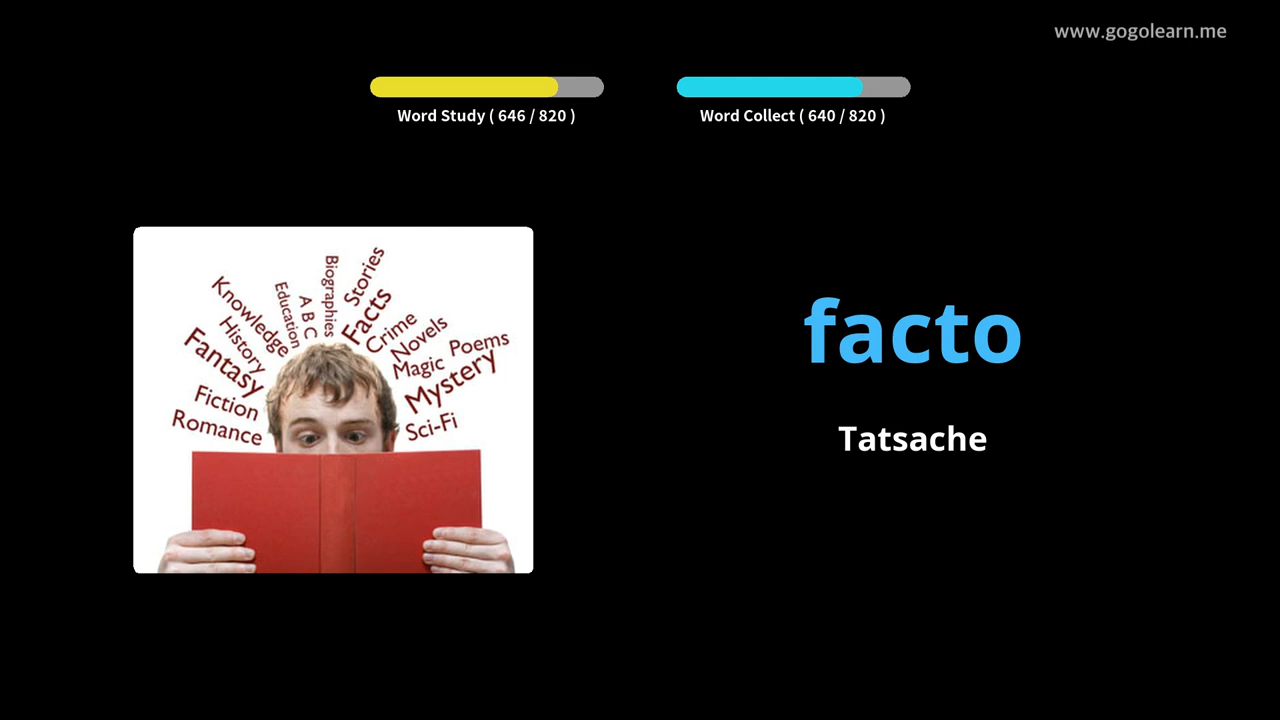 www.gogolearn.me
Word Study ( 646 / 820 )
Word Collect ( 640 / 820 )
Knowledge
History
Fantasy
Fiction
Romance
Education
A B C
Biographies
Stories
Facts
Crime
Novels
Magic
Poems
Mystery
Sci-Fi
facto
Tatsache